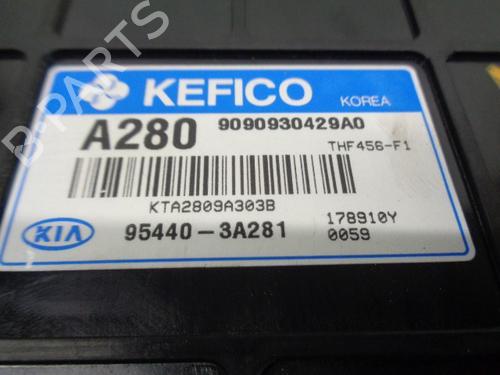 KEFICO KOREA
A280 9090930429A0
THF456-F1
KTA2809A303B
KIA 95440-3A281 178910Y
0059
B-PARTS